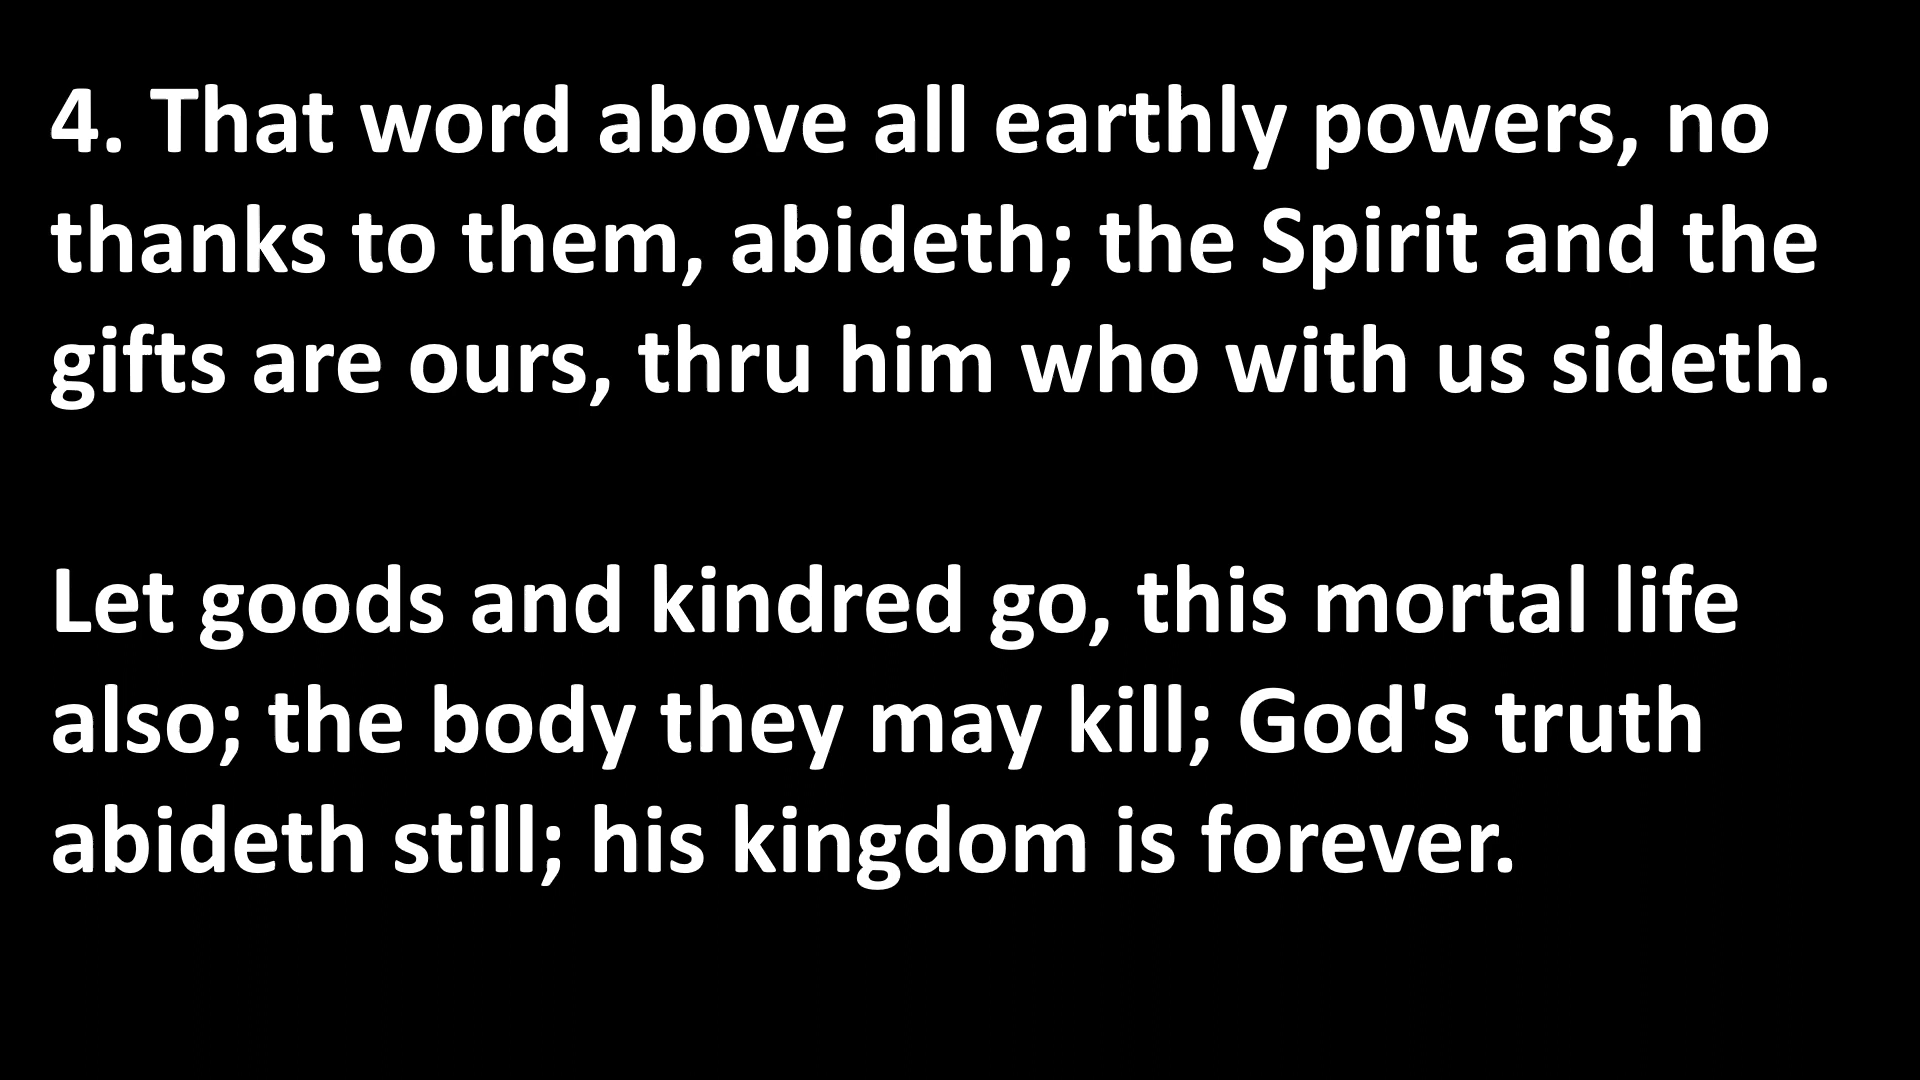 4. That word above all earthly powers, no
thanks to them, abideth; the Spirit and the
gifts are ours, thru him who with us sideth.
Let goods and kindred go, this mortal life
also; the body they may kill; God's truth
abideth still; his kingdom is forever.